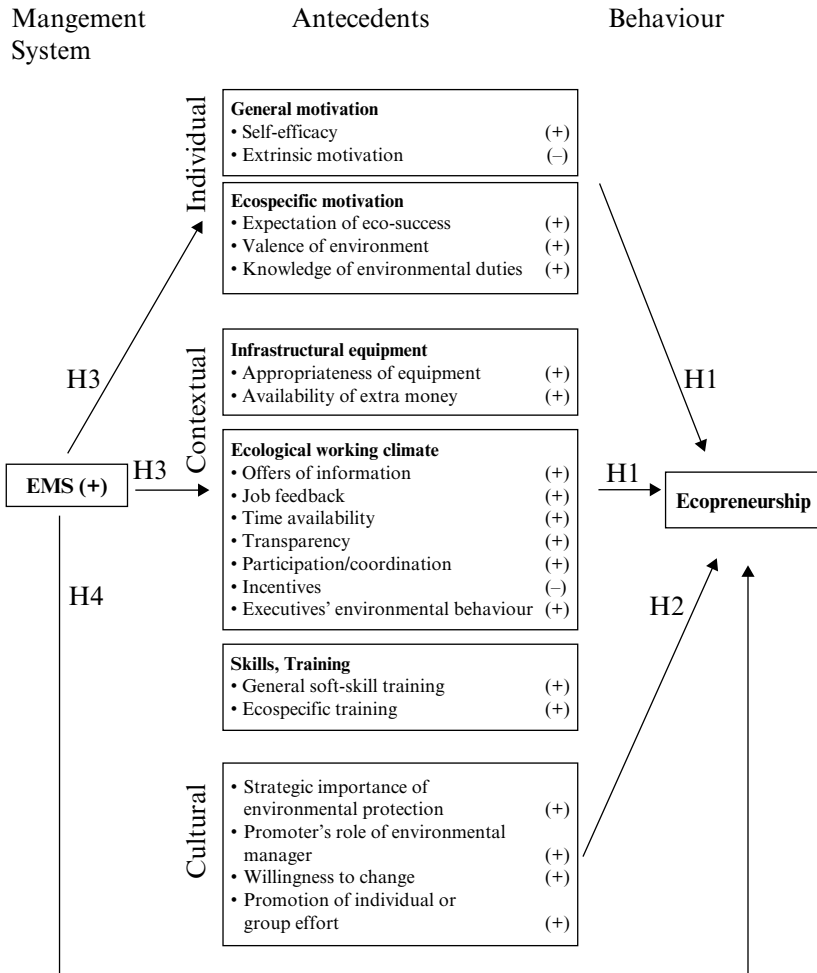 Mangement
System
Antecedents
Behaviour
Individual
General motivation
• Self-efficacy (+)
• Extrinsic motivation (–)
Ecospecific motivation
• Expectation of eco-success (+)
• Valence of environment (+)
• Knowledge of environmental duties (+)
Contextual
Infrastructural equipment
• Appropriateness of equipment (+)
• Availability of extra money (+)
Ecological working climate
• Offers of information (+)
• Job feedback (+)
• Time availability (+)
• Transparency (+)
• Participation/coordination (+)
• Incentives (–)
• Executives’ environmental behaviour (+)
Skills, Training
• General soft-skill training (+)
• Ecospecific training (+)
Cultural
• Strategic importance of
environmental protection (+)
• Promoter’s role of environmental
manager (+)
• Willingness to change (+)
• Promotion of individual or
group effort (+)
H3
H3
EMS (+)
H4
H1
H1
Ecopreneurship
H2